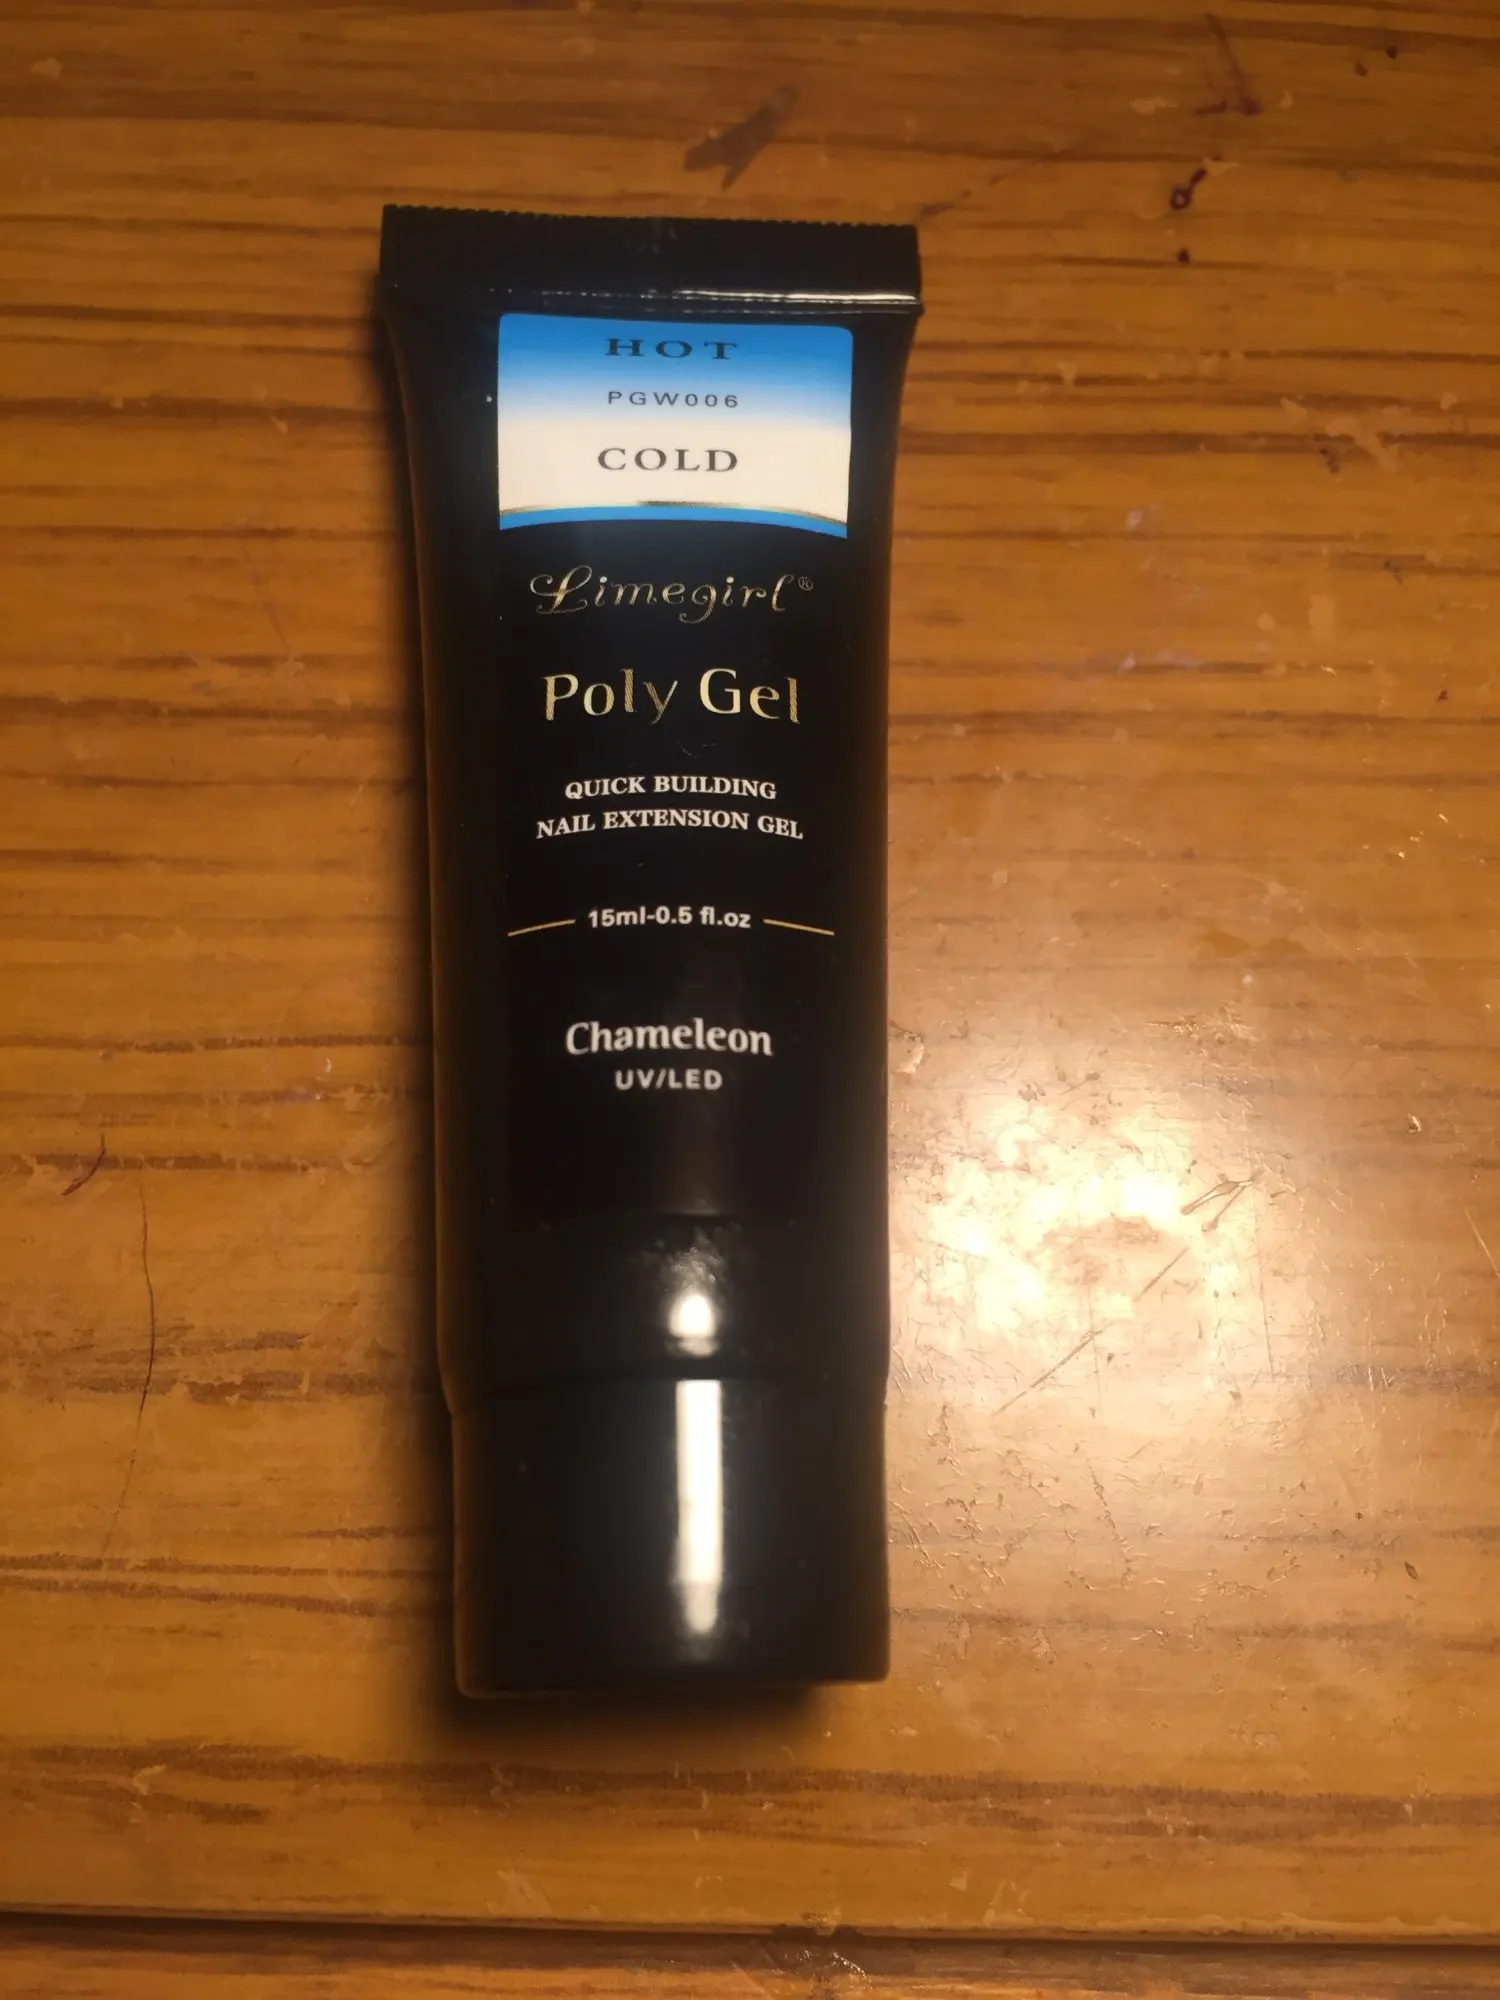 HOT
PGW006
COLD
Limegirl®
Poly Gel
QUICK BUILDING
NAIL EXTENSION GEL
15ml-0.5 fl.oz
Chameleon
UV/LED